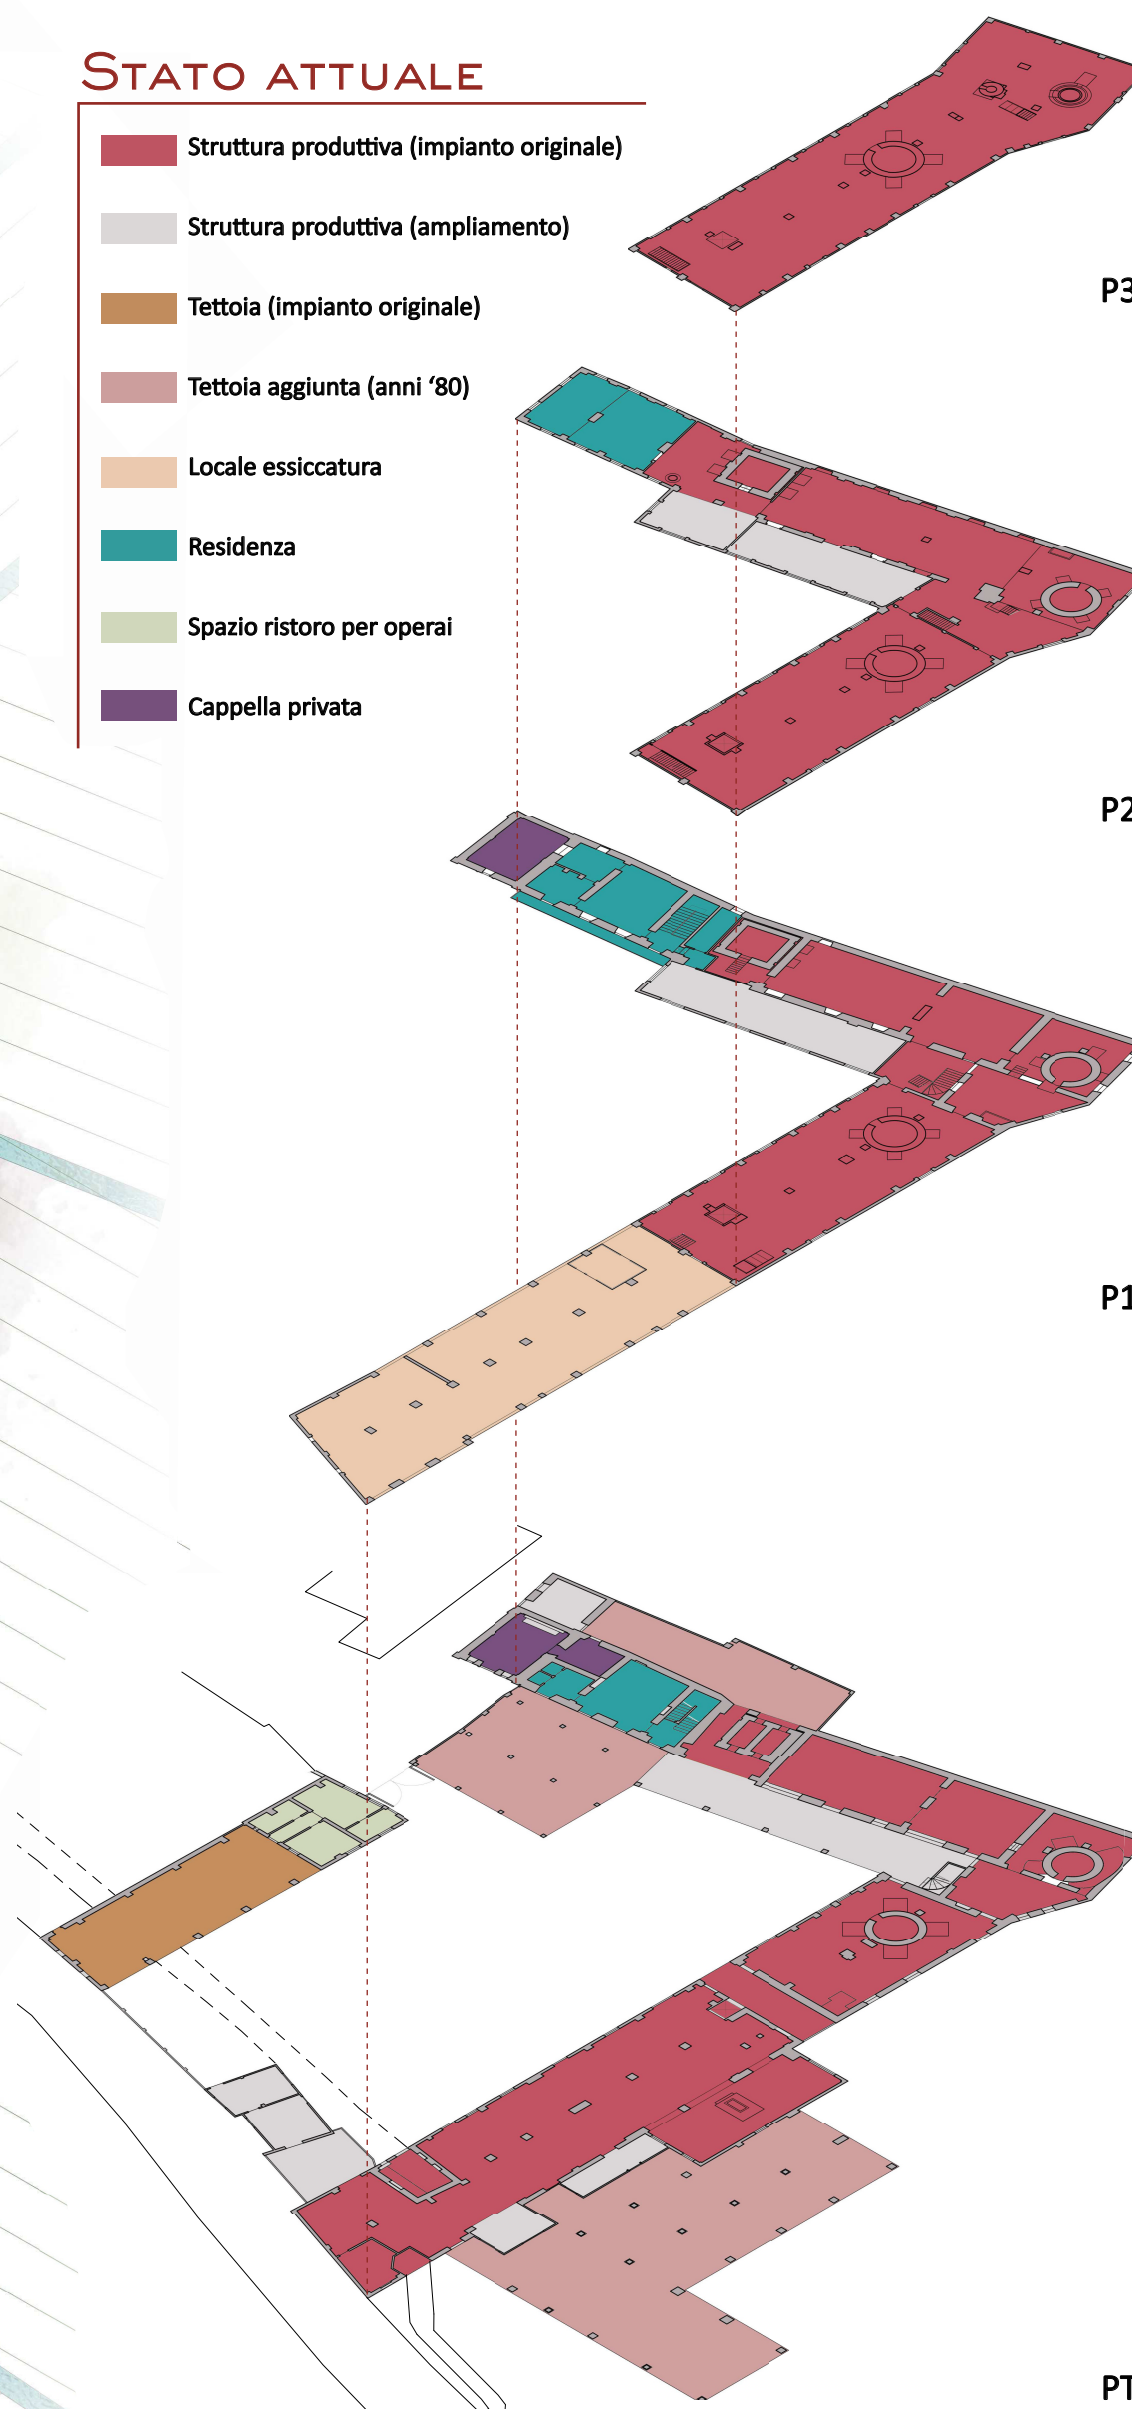 STATO ATTUALE
Struttura produttiva (impianto originale)
Struttura produttiva (ampliamento)
Tettoia (impianto originale)
Tettoia aggiunta (anni ‘80)
Locale essiccatura
Residenza
Spazio ristoro per operai
Cappella privata
P3
P2
P1
PT